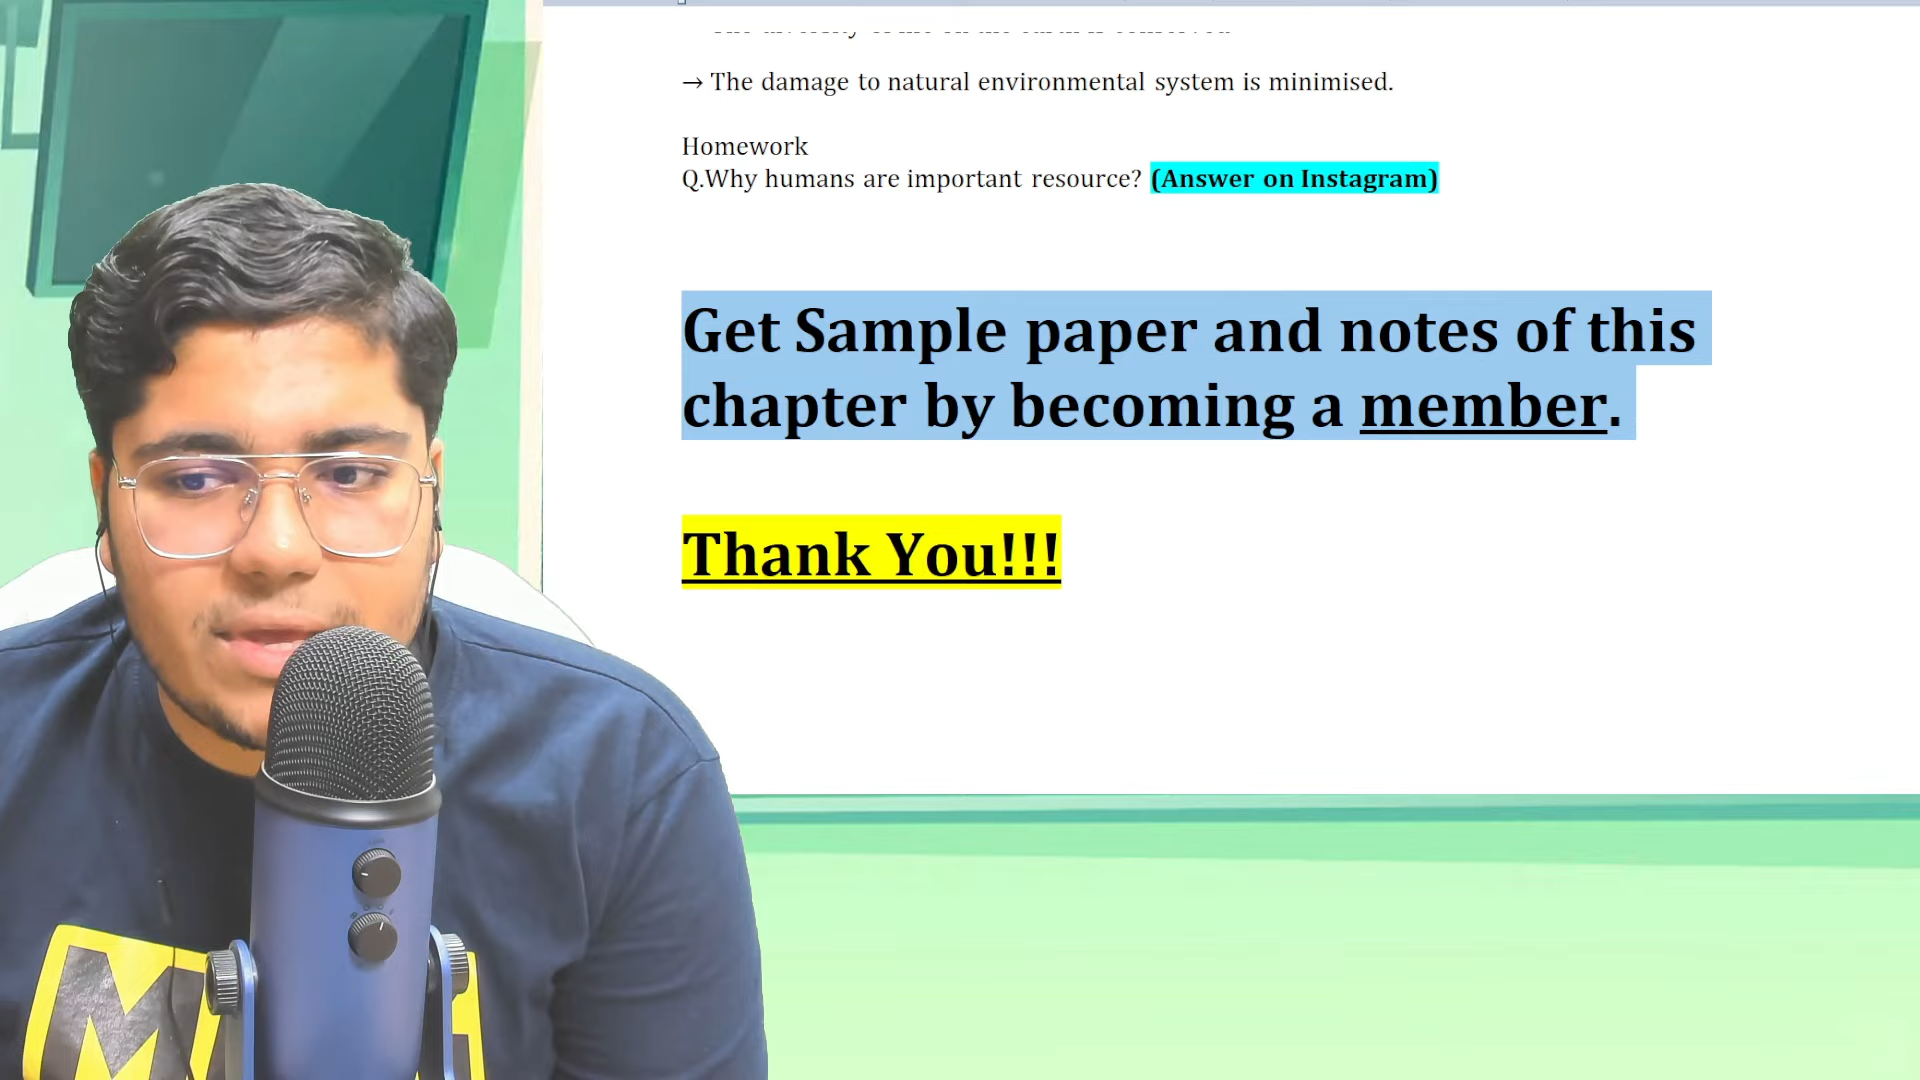 → The damage to natural environmental system is minimised.
Homework
Q.Why humans are important resource? (Answer on Instagram)
Get Sample paper and notes of this
chapter by becoming a member.
Thank You!!!